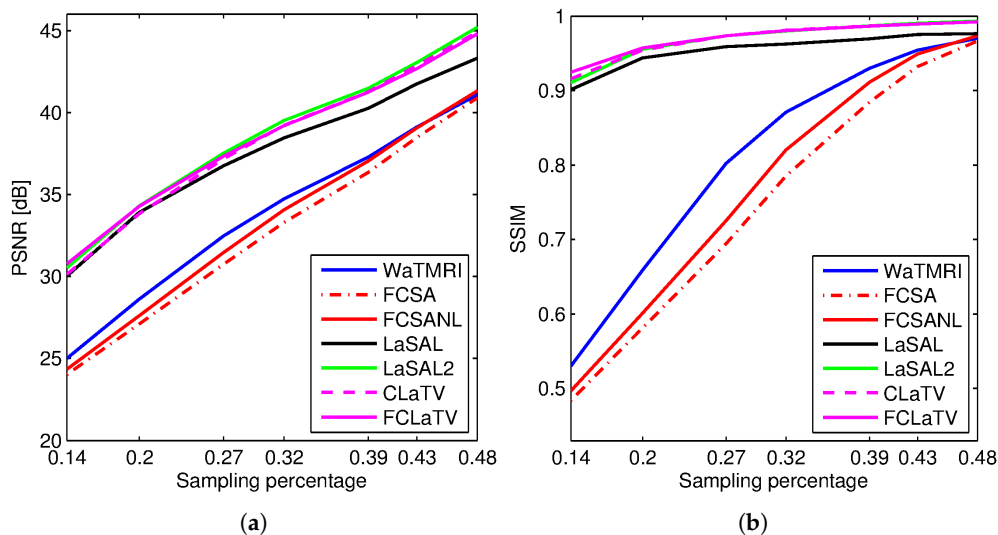 45
40
35
30
25
20
PSNR [dB]
0.14 0.2 0.27 0.32 0.39 0.43 0.48
Sampling percentage
WaTMRI
FCSA
FCSANL
LaSAL
LaSAL2
CLaTV
FCLaTV
(a)
1
0.9
0.8
0.7
0.6
0.5
SSIM
0.14 0.2 0.27 0.32 0.39 0.43 0.48
Sampling percentage
WaTMRI
FCSA
FCSANL
LaSAL
LaSAL2
CLaTV
FCLaTV
(b)